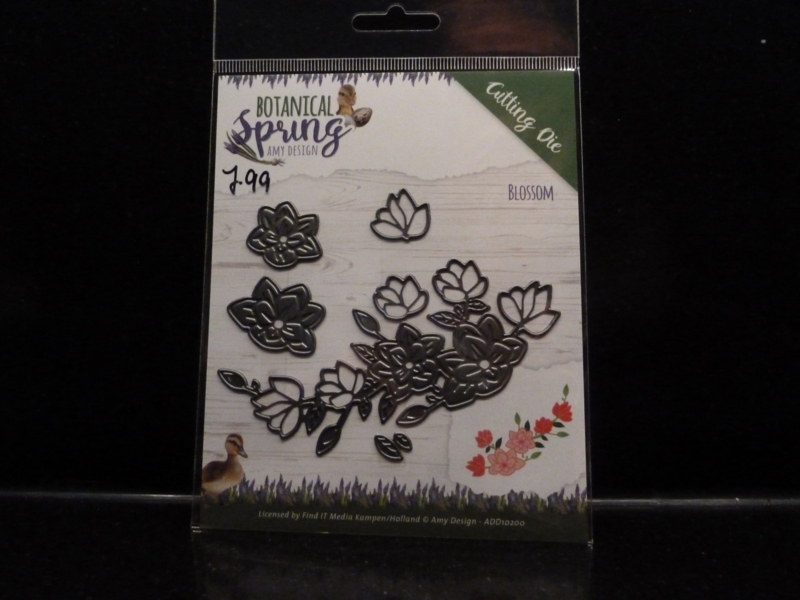 Cutting Die
BOTANICAL
Spring
AMY DESIGN
7.99
BLOSSOM
Licensed by Find IT Media Kampen/Holland © Amy Design - ADD10200